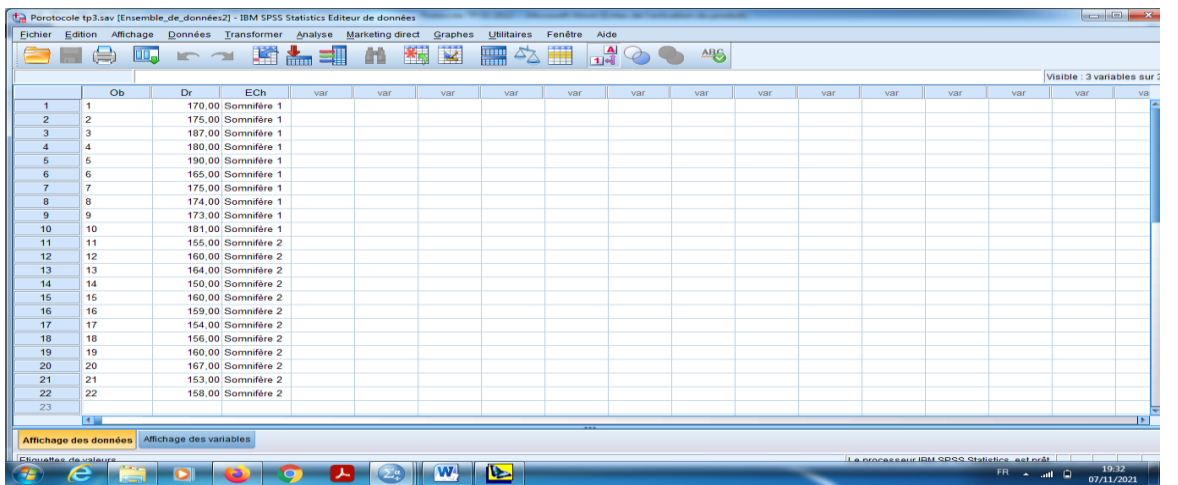 Porotocole tp3.sav [Ensemble_de_données2] - IBM SPSS Statistics Editeur de données
Eichier Edition Affichage Données Transformer Analyse Marketing direct Graphes Utilitaires Fenêtre Aide
Visible : 3 variables sur 3
Ob Dr ECh var var var var var var var var var var var var var va
1 1 170,00 Somnifère 1
2 2 175,00 Somnifère 1
3 3 187,00 Somnifère 1
4 4 180,00 Somnifère 1
5 5 190,00 Somnifère 1
6 6 165,00 Somnifère 1
7 7 175,00 Somnifère 1
8 8 174,00 Somnifère 1
9 9 173,00 Somnifère 1
10 10 181,00 Somnifère 1
11 11 155,00 Somnifère 2
12 12 160,00 Somnifère 2
13 13 164,00 Somnifère 2
14 14 150,00 Somnifère 2
15 15 160,00 Somnifère 2
16 16 159,00 Somnifère 2
17 17 154,00 Somnifère 2
18 18 156,00 Somnifère 2
19 19 160,00 Somnifère 2
20 20 167,00 Somnifère 2
21 21 153,00 Somnifère 2
22 22 158,00 Somnifère 2
23
Affichage des données Affichage des variables
Etiquettes de valeurs Le processeur IBM SPSS Statistics est prêt
FR 19:32
07/11/2021